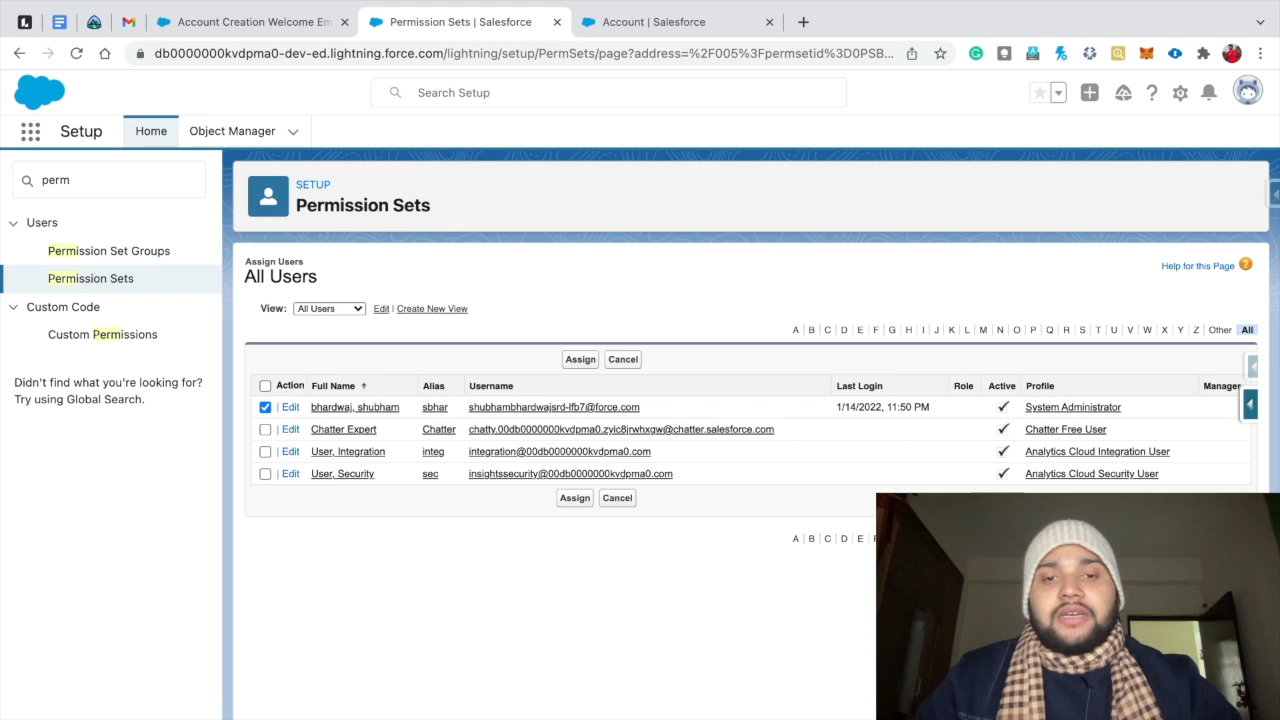 Account Creation Welcome Em
Permission Sets | Salesforce
Account | Salesforce
db0000000kvdpma0-dev-ed.lightning.force.com/lightning/setup/PermSets/page?address=%2F005%3Fpermsetid%3D0PSB...
Search Setup
Setup
Home
Object Manager
perm
Users
Permission Set Groups
Permission Sets
Custom Code
Custom Permissions
Didn't find what you're looking for?
Try using Global Search.
SETUP
Permission Sets
Assign Users
All Users
Help for this Page ?
View: All Users Edit | Create New View
A | B | C | D | E | F | G | H | I | J | K | L | M | N | O | P | Q | R | S | T | U | V | W | X | Y | Z | Other | All
Assign Cancel
Action Full Name ↑ Alias Username Last Login Role Active Profile Manager
| Edit bhardwaj, shubham sbhar shubhambhardwajsrd-lfb7@force.com 1/14/2022, 11:50 PM System Administrator
| Edit Chatter Expert Chatter chatty.00db0000000kvdpma0.zyic8jrwhxgw@chatter.salesforce.com Chatter Free User
| Edit User, Integration integ integration@00db0000000kvdpma0.com Analytics Cloud Integration User
| Edit User, Security sec insightssecurity@00db0000000kvdpma0.com Analytics Cloud Security User
Assign Cancel
A | B | C | D | E |